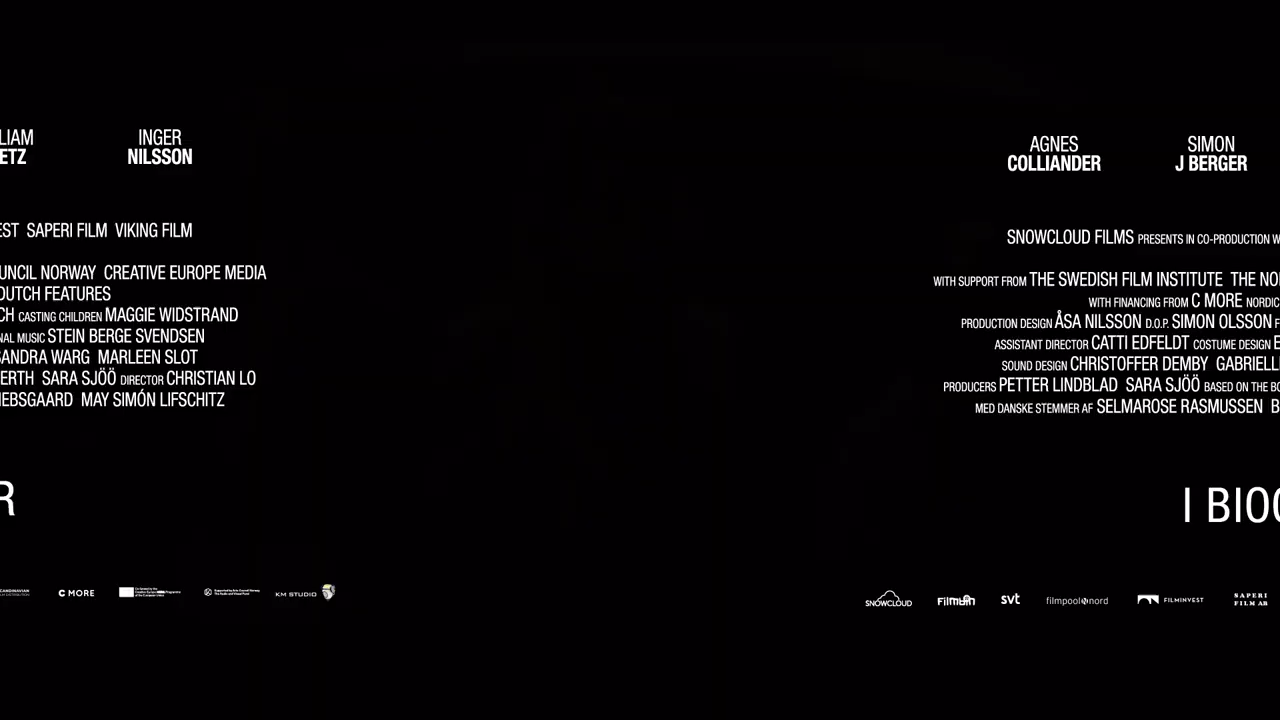 LIAM
ETZ
INGER
NILSSON
EST SAPERI FILM VIKING FILM
UNCIL NORWAY CREATIVE EUROPE MEDIA
DUTCH FEATURES
CH CASTING CHILDREN MAGGIE WIDSTRAND
NAL MUSIC STEIN BERGE SVENDSEN
SANDRA WARG MARLEEN SLOT
ERTH SARA SJÖÖ DIRECTOR CHRISTIAN LO
IEBSGAARD MAY SIMÓN LIFSCHITZ
R
C MORE
KM STUDIO
AGNES
COLLIANDER
SIMON
J BERGER
SNOWCLOUD FILMS PRESENTS IN CO-PRODUCTION W
WITH SUPPORT FROM THE SWEDISH FILM INSTITUTE THE NO
WITH FINANCING FROM C MORE NORDIC
PRODUCTION DESIGN ÅSA NILSSON D.O.P. SIMON OLSSON F
ASSISTANT DIRECTOR CATTI EDFELDT COSTUME DESIGN E
SOUND DESIGN CHRISTOFFER DEMBY GABRIELL
PRODUCERS PETTER LINDBLAD SARA SJÖÖ BASED ON THE BO
MED DANSKE STEMMER AF SELMAROSE RASMUSSEN B
I BIO
SNOWCLOUD
svt
filmpool nord
FILMINVEST
SAPERI
FILM AB